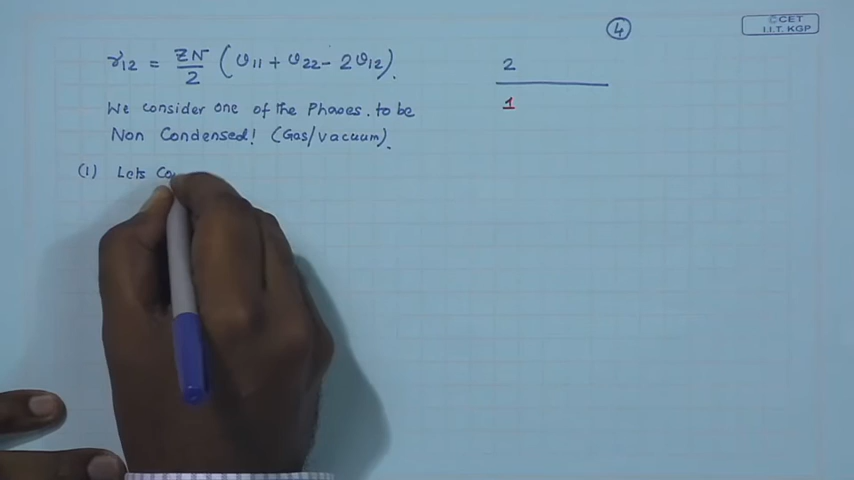 4
©CET
I.I.T. KGP
γ12 = ZN/2 (υ11 + υ22 - 2υ12).
2
1
We consider one of the Phases. to be
Non Condensed! (Gas/vacuum).
(1) Lets Co